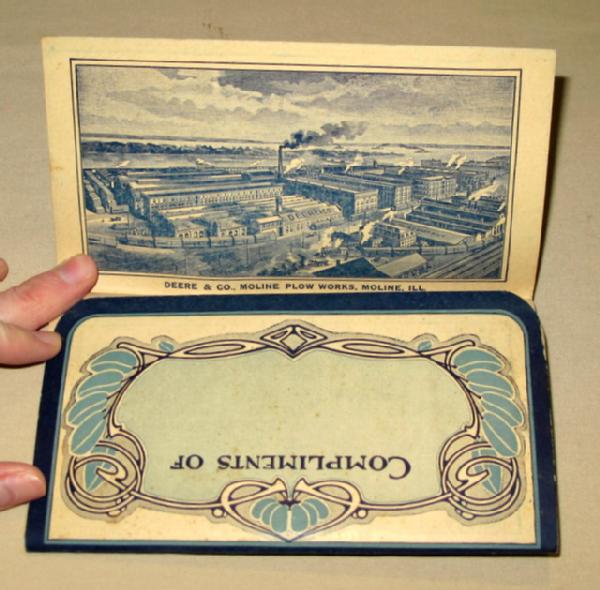 DEERE & CO., MOLINE PLOW WORKS, MOLINE, ILL.
COMPLIMENTS OF